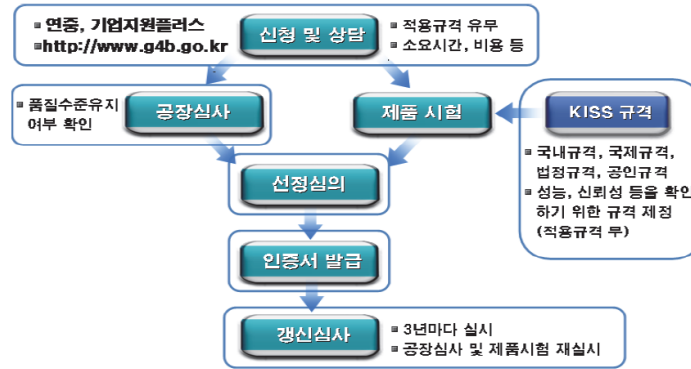 ▪ 연중, 기업지원플러스
▪http://www.g4b.go.kr
신청 및 상담
▪ 적용규격 유무
▪ 소요시간, 비용 등
▪ 품질수준유지
여부 확인
공장심사
제품 시험
KISS 규격
▪ 국내규격, 국제규격,
법정규격, 공인규격
▪ 성능, 신뢰성 등을 확인
하기 위한 규격 제정
(적용규격 무)
선정심의
인증서 발급
갱신심사
▪ 3년마다 실시
▪ 공장심사 및 제품시험 재실시